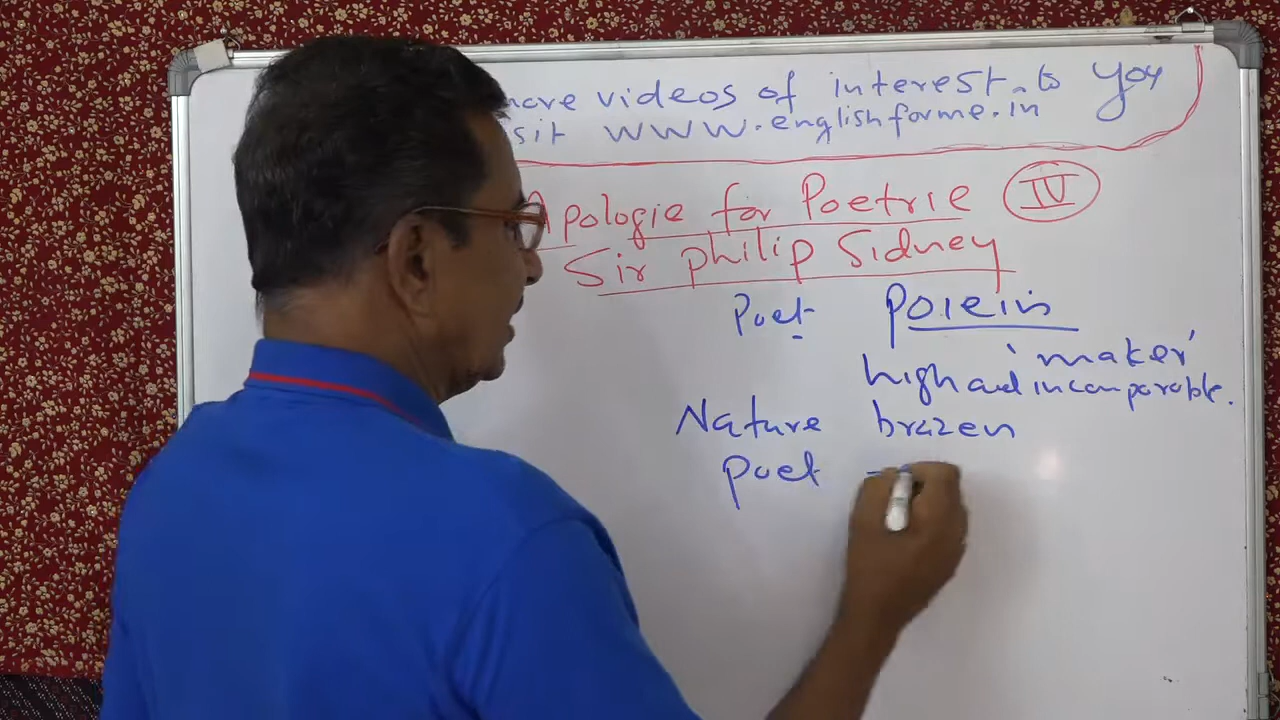 more videos of interest to you
sit www.englishforme.in
Apologie for Poetrie IV
Sir Philip Sidney
Poet Poiein
'maker'
high and incomparable.
Nature brazen
poet